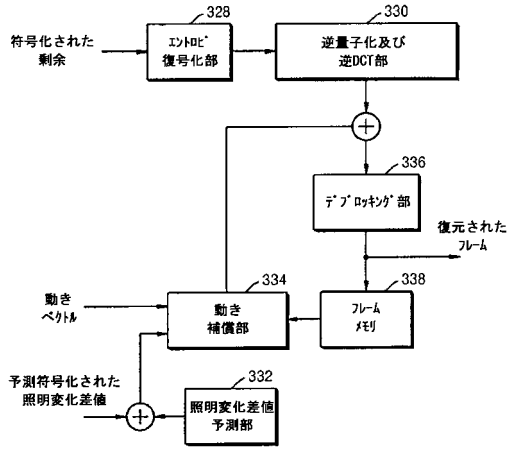 328
330
符号化された
剰余
ｴﾝﾄﾛﾋﾟ
復号化部
逆量子化及び
逆DCT部
336
ﾃﾞﾌﾞﾛｯｷﾝｸﾞ部
復元された
ﾌﾚｰﾑ
334
338
動き
ﾍﾞｸﾄﾙ
動き
補償部
ﾌﾚｰﾑ
ﾒﾓﾘ
332
予測符号化された
照明変化差値
照明変化差値
予測部